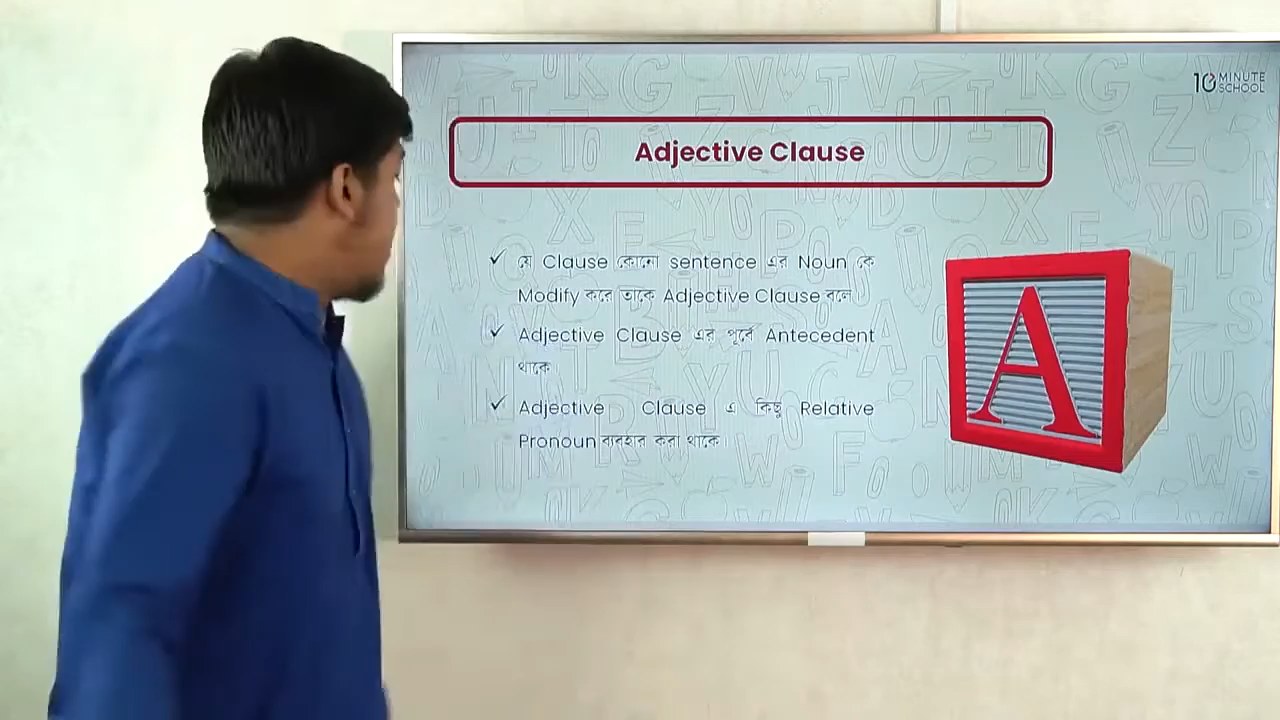 10 MINUTE
SCHOOL
Adjective Clause
✓ যে Clause কোনো sentence এর Noun কে
Modify করে তাকে Adjective Clause বলে
✓ Adjective Clause এর পূর্বে Antecedent
থাকে
✓ Adjective Clause এ কিছু Relative
Pronoun ব্যবহার করা থাকে
A